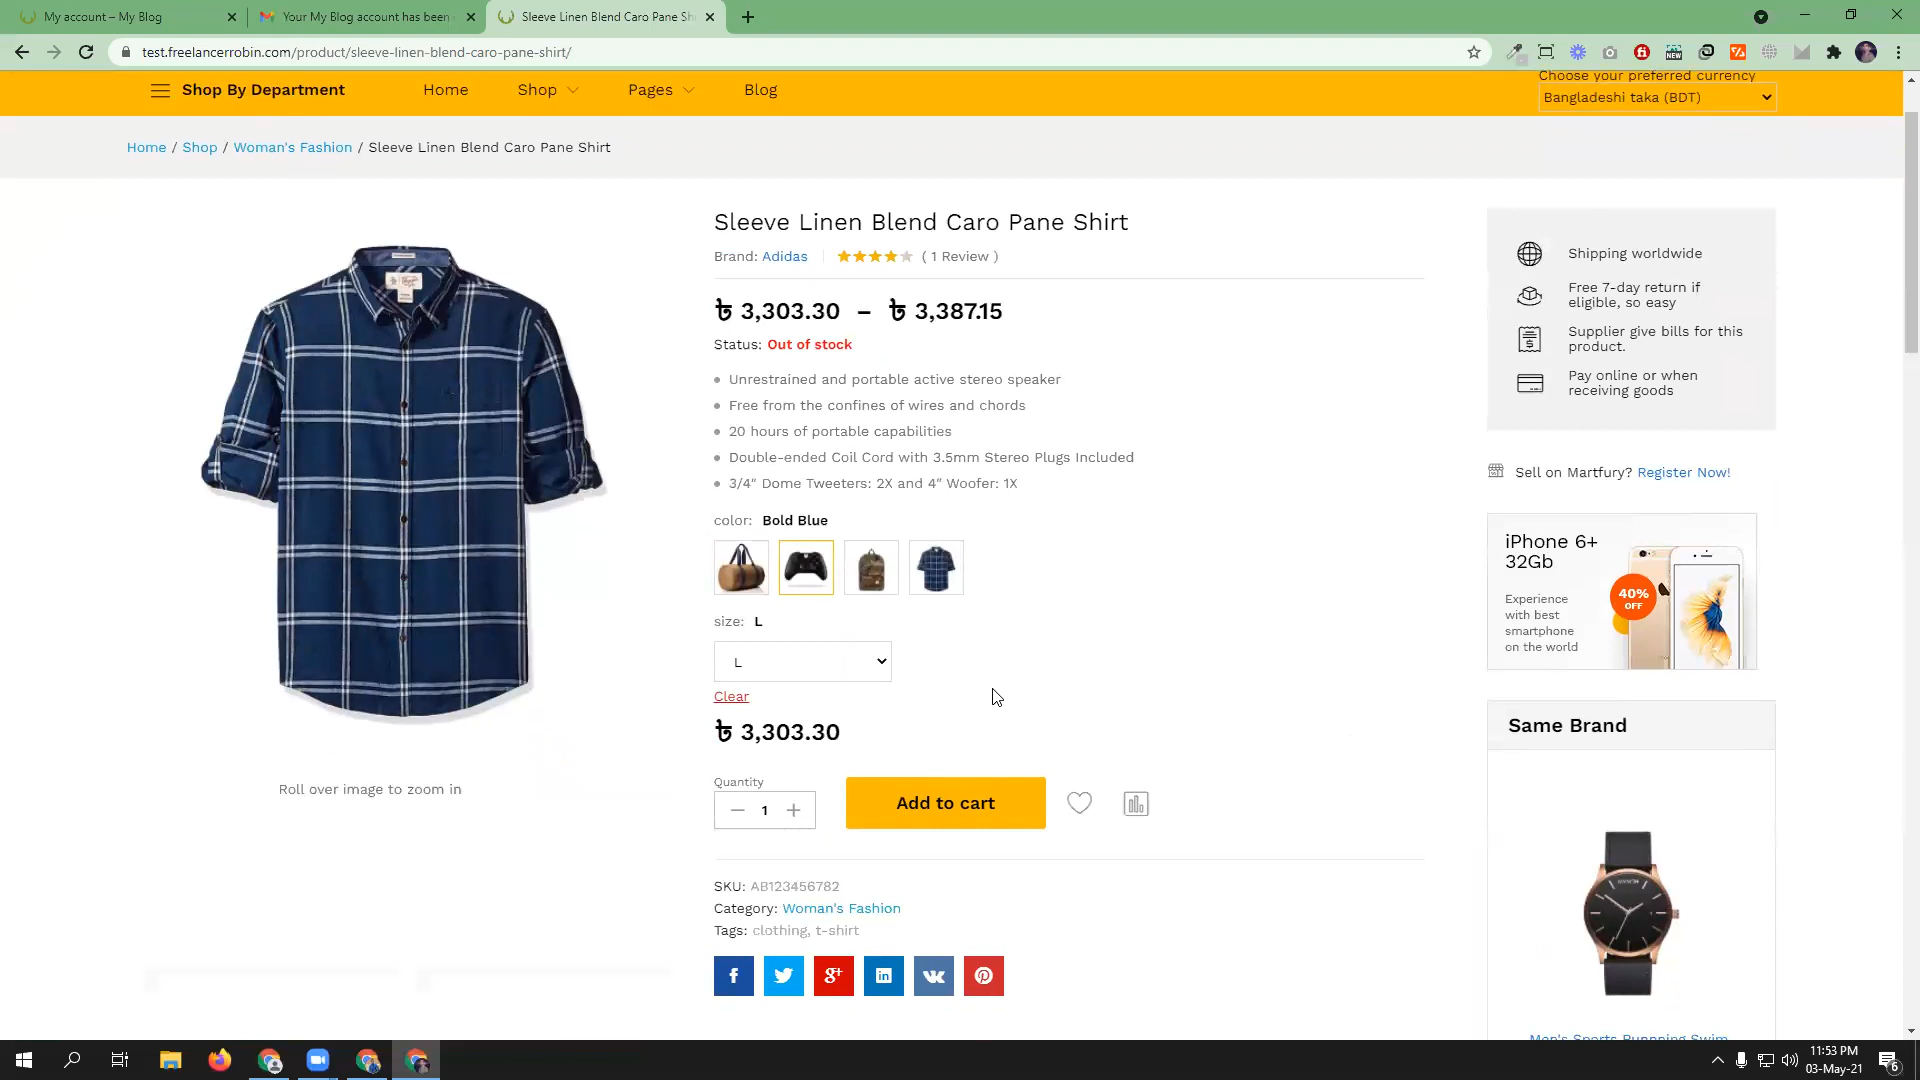 My account – My Blog
Your My Blog account has been
Sleeve Linen Blend Caro Pane Sh
test.freelancerrobin.com/product/sleeve-linen-blend-caro-pane-shirt/
Shop By Department
Home
Shop
Pages
Blog
Choose your preferred currency
Bangladeshi taka (BDT)
Home / Shop / Woman's Fashion / Sleeve Linen Blend Caro Pane Shirt
Sleeve Linen Blend Caro Pane Shirt
Brand: Adidas
( 1 Review )
৳ 3,303.30 – ৳ 3,387.15
Status: Out of stock
Unrestrained and portable active stereo speaker
Free from the confines of wires and chords
20 hours of portable capabilities
Double-ended Coil Cord with 3.5mm Stereo Plugs Included
3/4″ Dome Tweeters: 2X and 4″ Woofer: 1X
color: Bold Blue
size: L
L
Clear
৳ 3,303.30
Quantity
1
Add to cart
SKU: AB123456782
Category: Woman's Fashion
Tags: clothing, t-shirt
Roll over image to zoom in
Shipping worldwide
Free 7-day return if
eligible, so easy
Supplier give bills for this
product.
Pay online or when
receiving goods
Sell on Martfury? Register Now!
iPhone 6+
32Gb
Experience
with best
smartphone
on the world
40%
OFF
Same Brand
Men's Sports Runnning Swim
11:53 PM
03-May-21
6